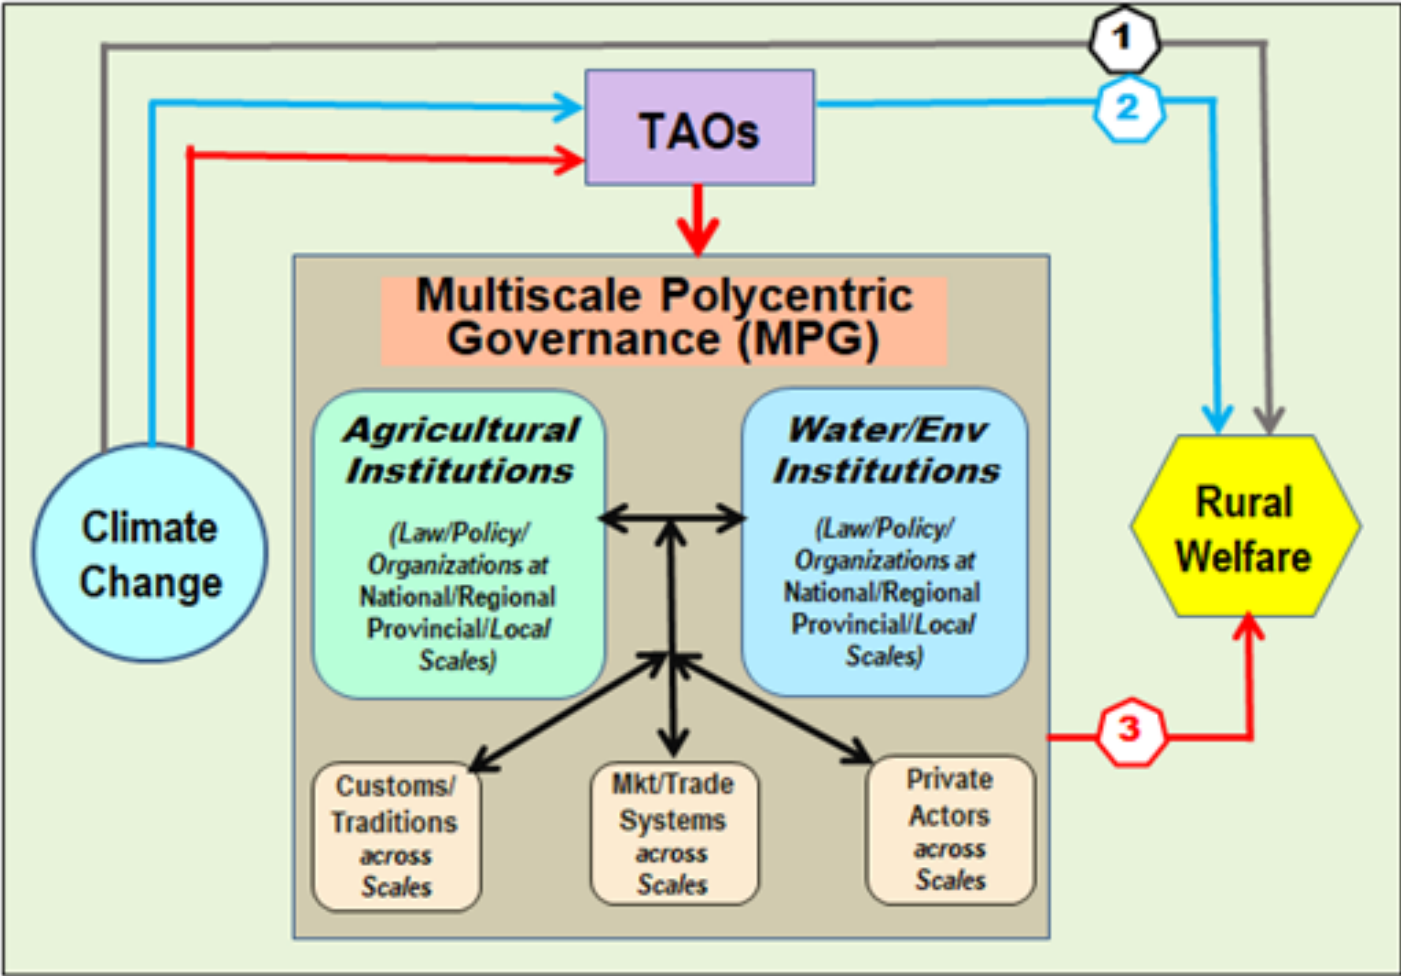 1
TAOs
2
Multiscale Polycentric
Governance (MPG)
Agricultural
Institutions
(Law/Policy/
Organizations at
National/Regional
Provincial/Local
Scales)
Water/Env
Institutions
(Law/Policy/
Organizations at
National/Regional
Provincial/Local
Scales)
Climate
Change
Rural
Welfare
3
Customs/
Traditions
across
Scales
Mkt/Trade
Systems
across
Scales
Private
Actors
across
Scales